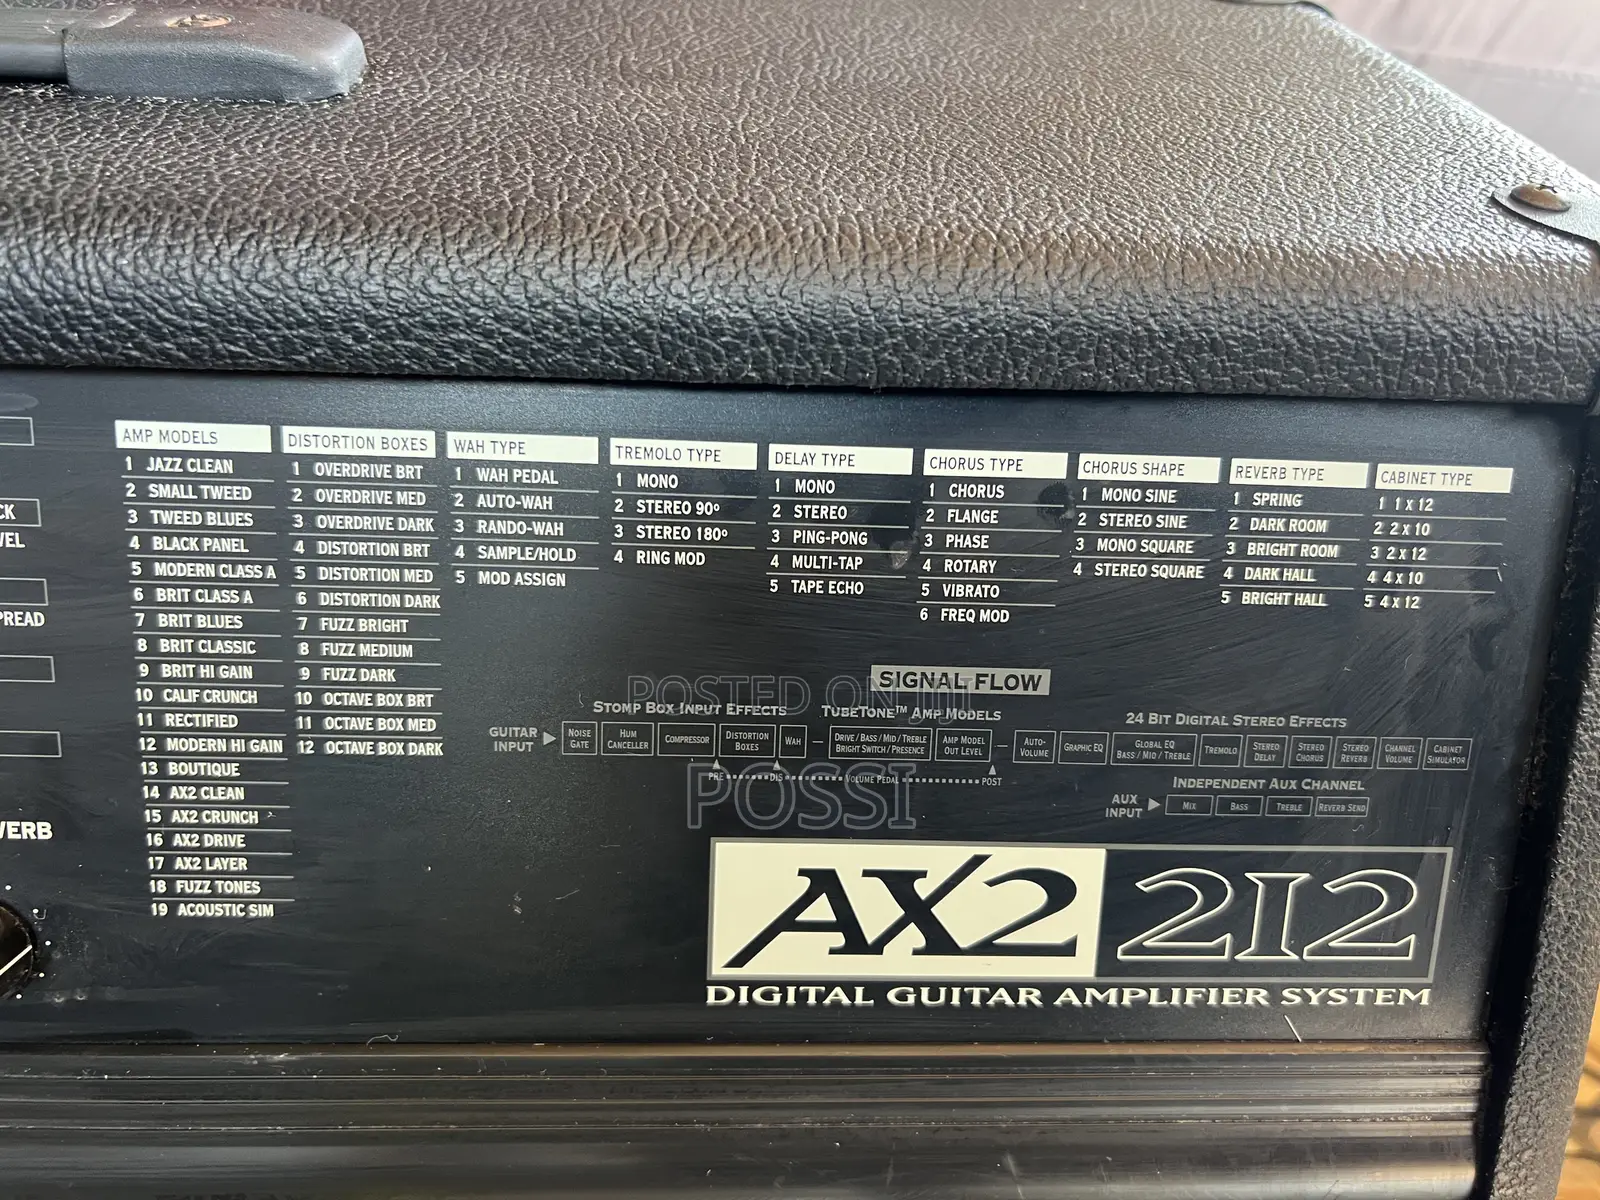 CK
VEL
PREAD
VERB
AMP MODELS
1 JAZZ CLEAN
2 SMALL TWEED
3 TWEED BLUES
4 BLACK PANEL
5 MODERN CLASS A
6 BRIT CLASS A
7 BRIT BLUES
8 BRIT CLASSIC
9 BRIT HI GAIN
10 CALIF CRUNCH
11 RECTIFIED
12 MODERN HI GAIN
13 BOUTIQUE
14 AX2 CLEAN
15 AX2 CRUNCH
16 AX2 DRIVE
17 AX2 LAYER
18 FUZZ TONES
19 ACOUSTIC SIM
DISTORTION BOXES
1 OVERDRIVE BRT
2 OVERDRIVE MED
3 OVERDRIVE DARK
4 DISTORTION BRT
5 DISTORTION MED
6 DISTORTION DARK
7 FUZZ BRIGHT
8 FUZZ MEDIUM
9 FUZZ DARK
10 OCTAVE BOX BRT
11 OCTAVE BOX MED
12 OCTAVE BOX DARK
WAH TYPE
1 WAH PEDAL
2 AUTO-WAH
3 RANDO-WAH
4 SAMPLE/HOLD
5 MOD ASSIGN
TREMOLO TYPE
1 MONO
2 STEREO 90º
3 STEREO 180º
4 RING MOD
DELAY TYPE
1 MONO
2 STEREO
3 PING-PONG
4 MULTI-TAP
5 TAPE ECHO
CHORUS TYPE
1 CHORUS
2 FLANGE
3 PHASE
4 ROTARY
5 VIBRATO
6 FREQ MOD
CHORUS SHAPE
1 MONO SINE
2 STEREO SINE
3 MONO SQUARE
4 STEREO SQUARE
REVERB TYPE
1 SPRING
2 DARK ROOM
3 BRIGHT ROOM
4 DARK HALL
5 BRIGHT HALL
CABINET TYPE
1 1 x 12
2 2 x 10
3 2 x 12
4 4 x 10
5 4 x 12
SIGNAL FLOW
POSTED ON JIJI
POSSI
STOMP BOX INPUT EFFECTS
TUBETONE™ AMP MODELS
24 BIT DIGITAL STEREO EFFECTS
GUITAR
INPUT
NOISE
GATE
HUM
CANCELLER
COMPRESSOR
DISTORTION
BOXES
WAH
DRIVE / BASS / MID / TREBLE
BRIGHT SWITCH / PRESENCE
AMP MODEL
OUT LEVEL
AUTO-
VOLUME
GRAPHIC EQ
GLOBAL EQ
BASS / MID / TREBLE
TREMOLO
STEREO
DELAY
STEREO
CHORUS
STEREO
REVERB
CHANNEL
VOLUME
CABINET
SIMULATOR
PRE
DIS
VOLUME PEDAL
POST
INDEPENDENT AUX CHANNEL
AUX
INPUT
MIX
BASS
TREBLE
REVERB SEND
AX2 212
DIGITAL GUITAR AMPLIFIER SYSTEM